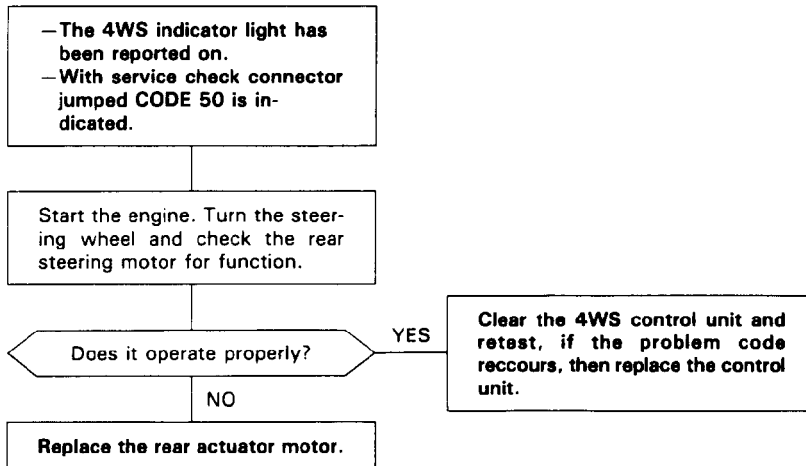 —The 4WS indicator light has
been reported on.
—With service check connector
jumped CODE 50 is in-
dicated.
Start the engine. Turn the steer-
ing wheel and check the rear
steering motor for function.
Does it operate properly?
YES
Clear the 4WS control unit and
retest, if the problem code
reccours, then replace the control
unit.
NO
Replace the rear actuator motor.